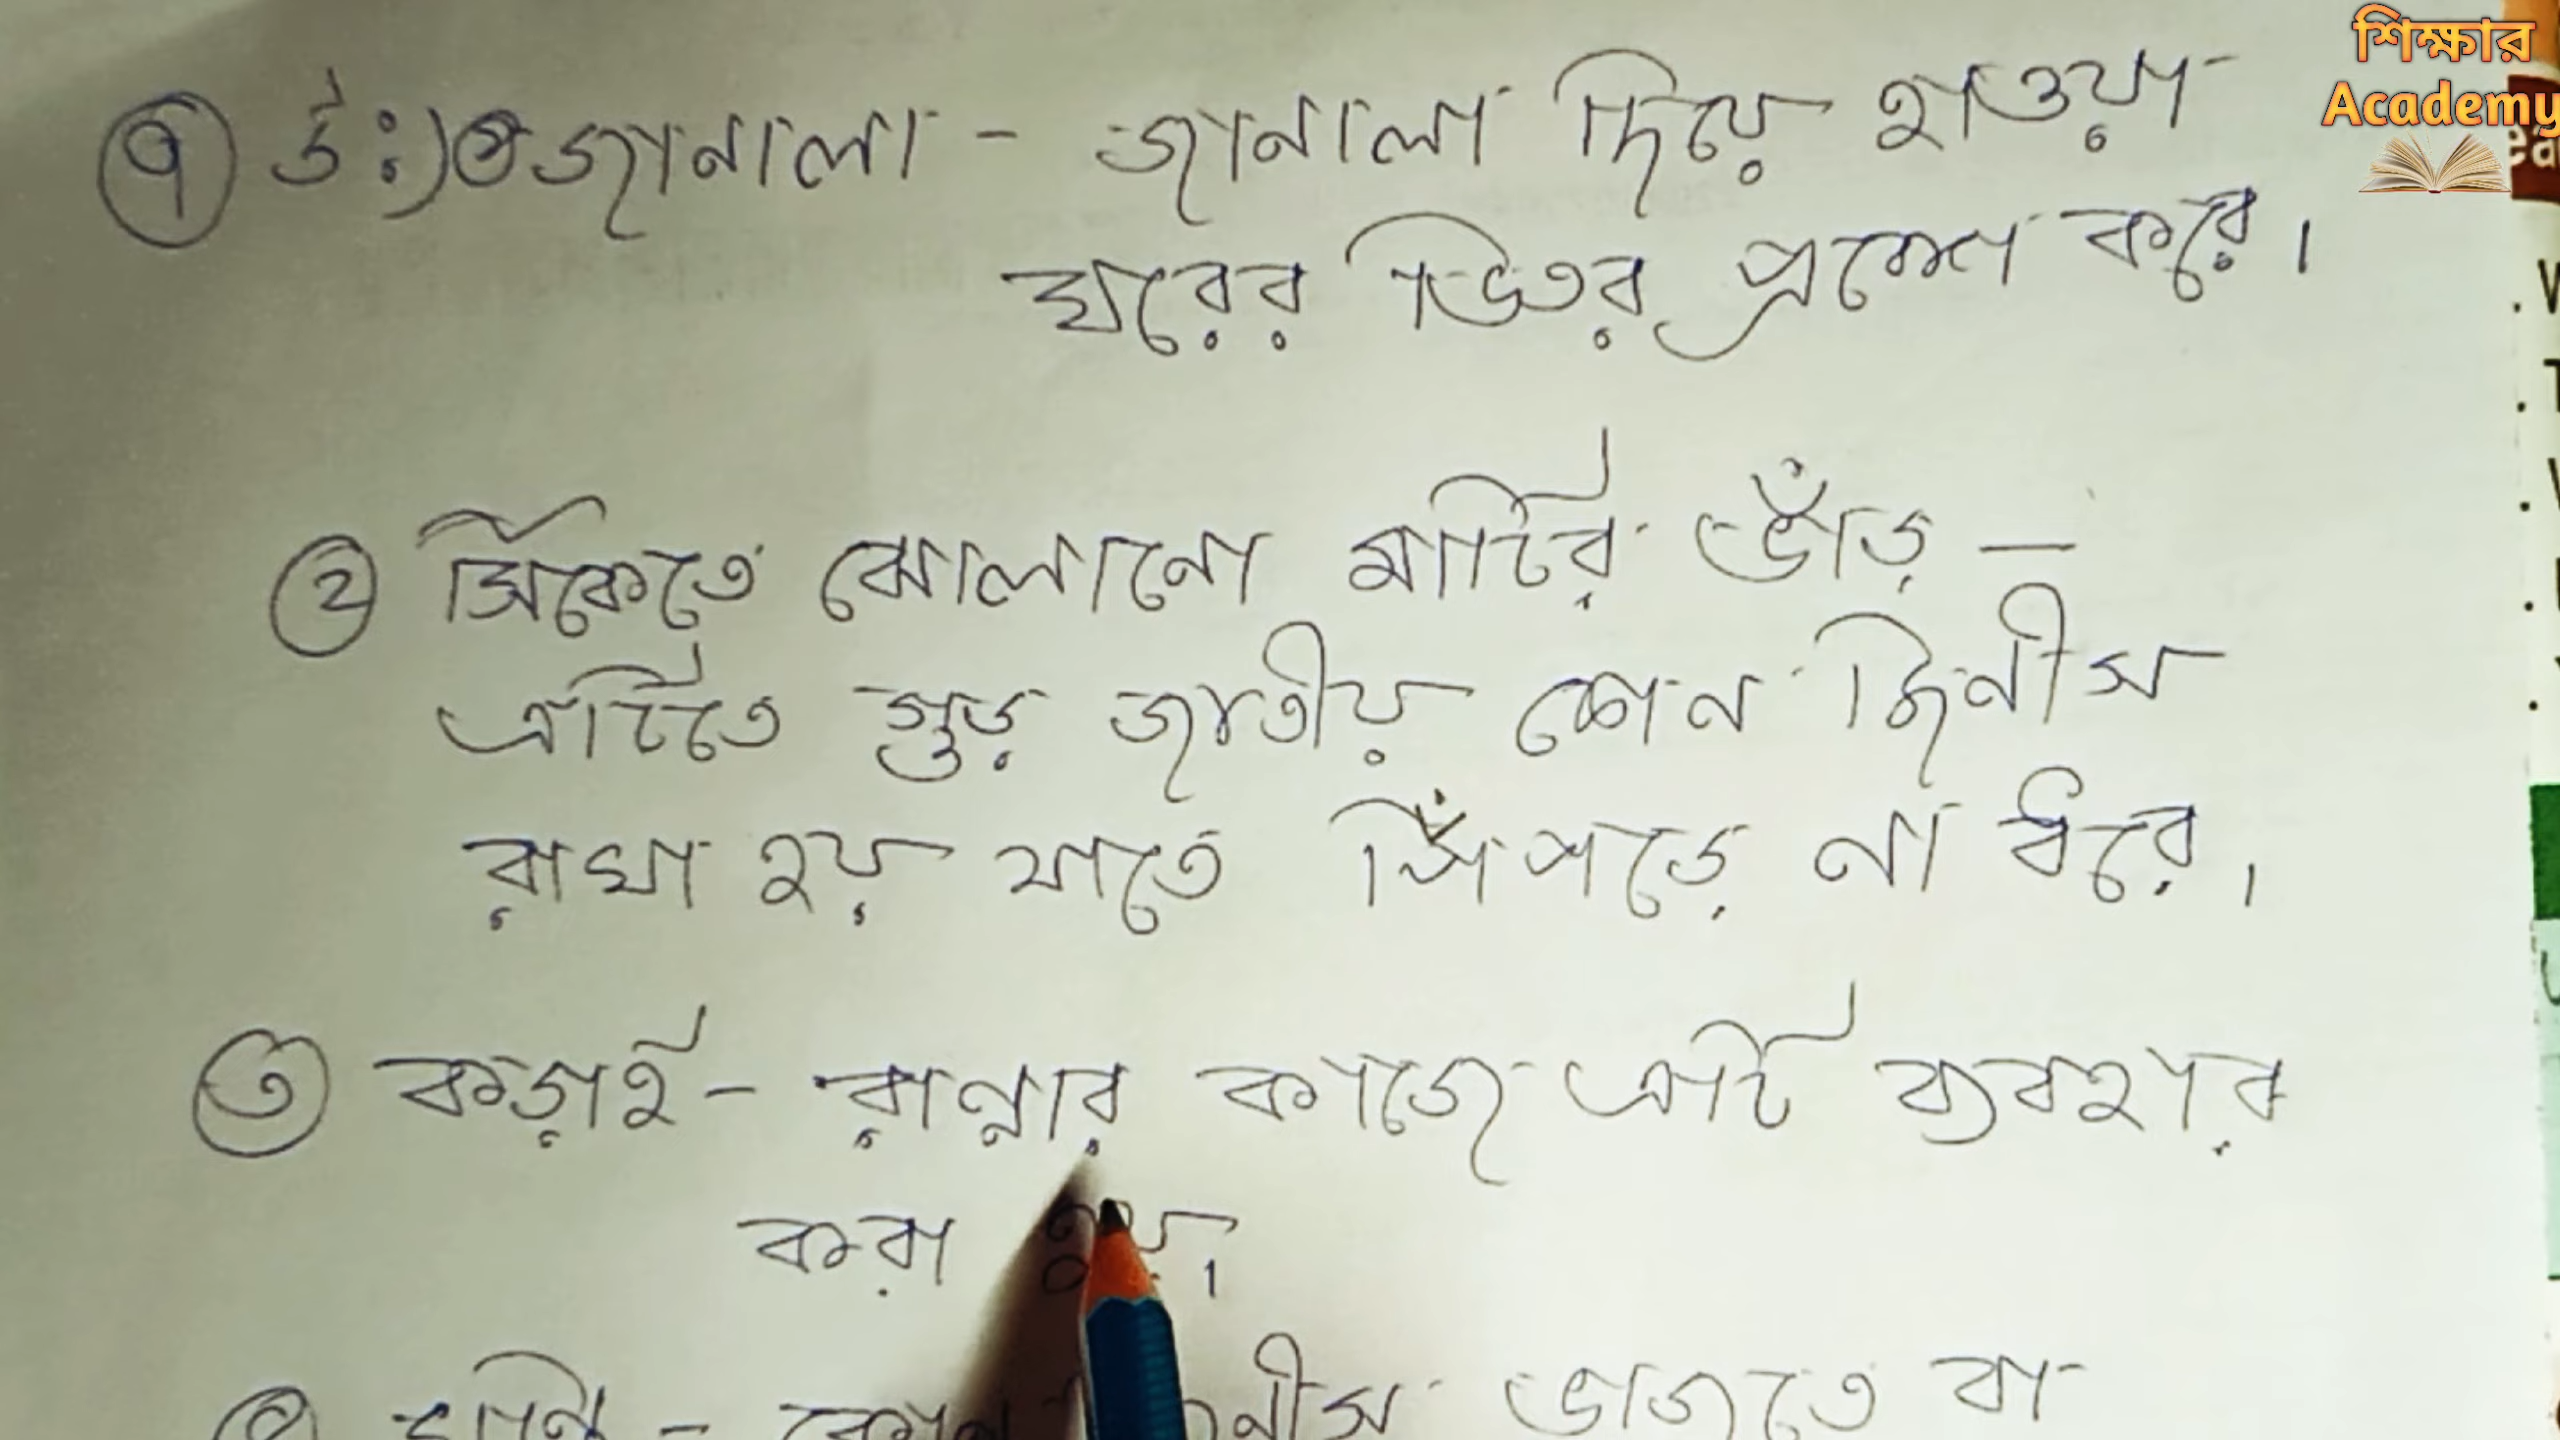 শিক্ষার
Academy
৭ উঃ) ১ জানালা - জানালা দিয়ে হাওয়া
ঘরের ভিতর প্রবেশ করে।
২ সিকেতে ঝোলানো মাটির ভাঁড় -
এটিতে গুড় জাতীয় জিনীস
রাখা হয় যাতে পিঁপড়ে না ধরে।
৩ কড়াই - রান্নার কাজে এটি ব্যবহার
করা হয়।
ভাজতে বা